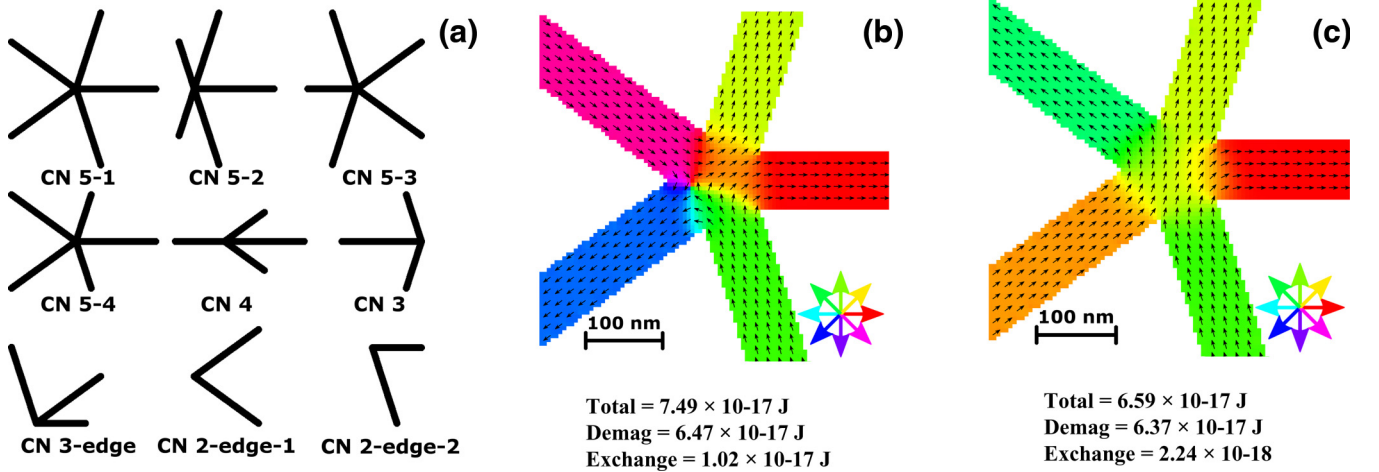 (a)
CN 5-1 CN 5-2 CN 5-3
CN 5-4 CN 4 CN 3
CN 3-edge CN 2-edge-1 CN 2-edge-2
(b)
100 nm
Total = 7.49 × 10-17 J
Demag = 6.47 × 10-17 J
Exchange = 1.02 × 10-17 J
(c)
100 nm
Total = 6.59 × 10-17 J
Demag = 6.37 × 10-17 J
Exchange = 2.24 × 10-18